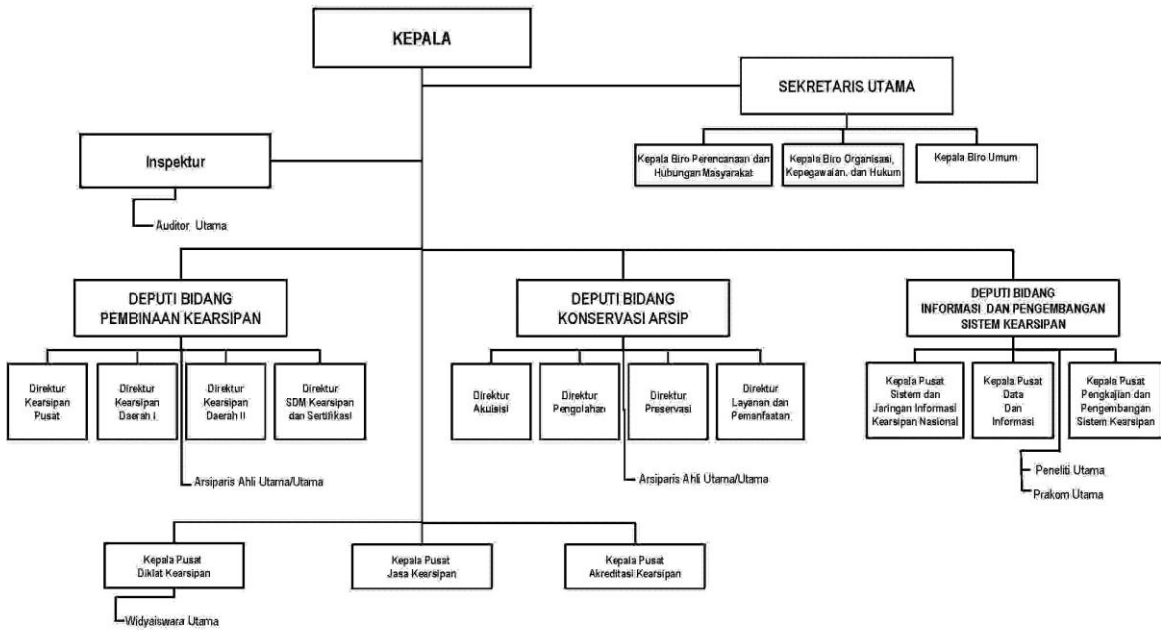 KEPALA
SEKRETARIS UTAMA
Kepala Biro Perencanaan dan
Hubungan Masyarakat
Kepala Biro Organisasi,
Kepegawaian, dan Hukum
Kepala Biro Umum
Inspektur
Auditor Utama
DEPUTI BIDANG
PEMBINAAN KEARSIPAN
DEPUTI BIDANG
KONSERVASI ARSIP
DEPUTI BIDANG
INFORMASI DAN PENGEMBANGAN
SISTEM KEARSIPAN
Direktur
Kearsipan
Pusat
Direktur
Kearsipan
Daerah I
Direktur
Kearsipan
Daerah II
Direktur
SDM Kearsipan
dan Sertifikasi
Direktur
Akuisisi
Direktur
Pengolahan
Direktur
Preservasi
Direktur
Layanan dan
Pemanfaatan
Kepala Pusat
Sistem dan
Jaringan Informasi
Kearsipan Nasional
Kepala Pusat
Data
Dan
Informasi
Kepala Pusat
Pengkajian dan
Pengembangan
Sistem Kearsipan
Arsiparis Ahli Utama/Utama
Arsiparis Ahli Utama/Utama
Peneliti Utama
Prakom Utama
Kepala Pusat
Diklat Kearsipan
Kepala Pusat
Jasa Kearsipan
Kepala Pusat
Akreditasi Kearsipan
Widyaiswara Utama